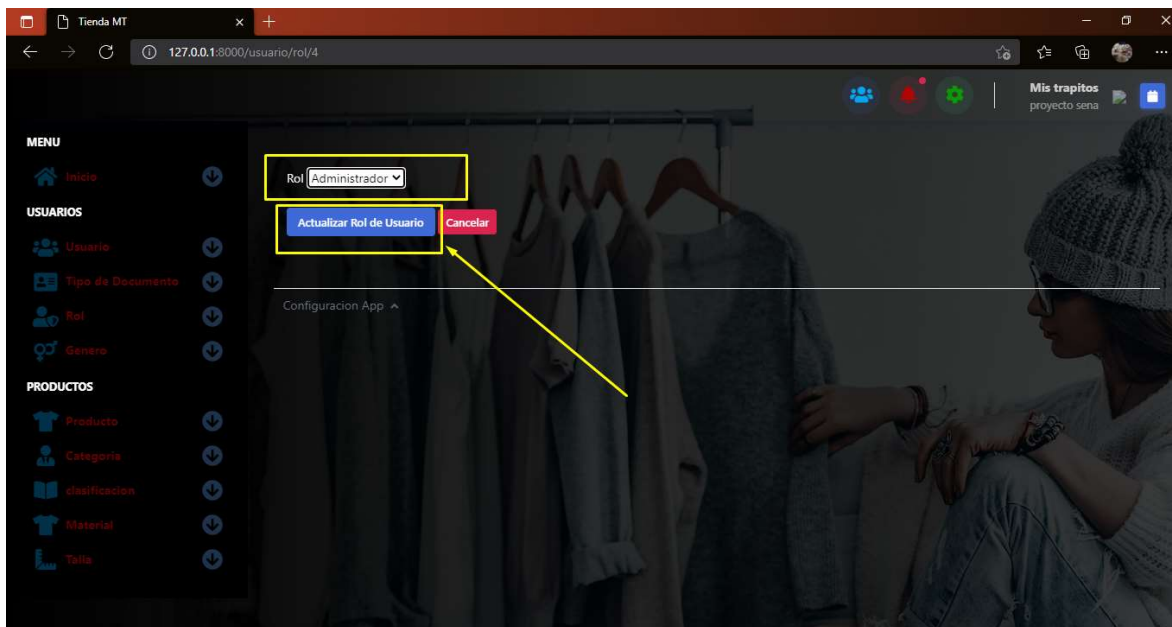 Tienda MT
127.0.0.1:8000/usuario/rol/4
Mis trapitos
proyecto sena
MENU
Inicio
USUARIOS
Usuario
Tipo de Documento
Rol
Genero
PRODUCTOS
Producto
Categoria
clasificacion
Material
Talla
Rol Administrador
Actualizar Rol de Usuario Cancelar
Configuracion App